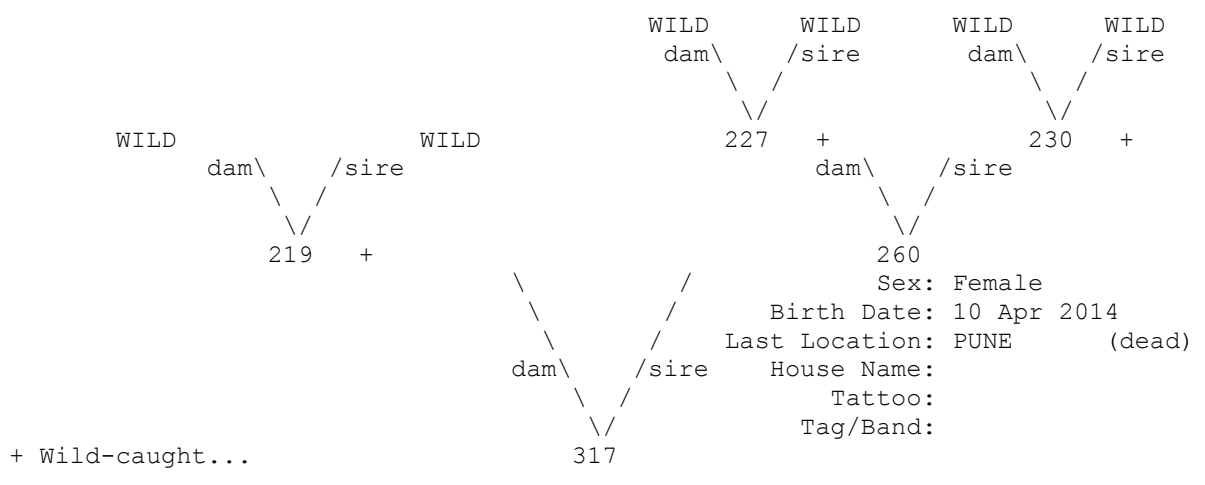 WILD WILD WILD WILD
dam\ /sire dam\ /sire
\ / \ /
\/ \/
WILD WILD 227 + 230 +
dam\ /sire dam\ /sire
\ / \ /
\/ \/
219 + 260
\ / Sex: Female
\ / Birth Date: 10 Apr 2014
\ / Last Location: PUNE (dead)
dam\ /sire House Name:
\ / Tattoo:
\/ Tag/Band:
+ Wild-caught... 317